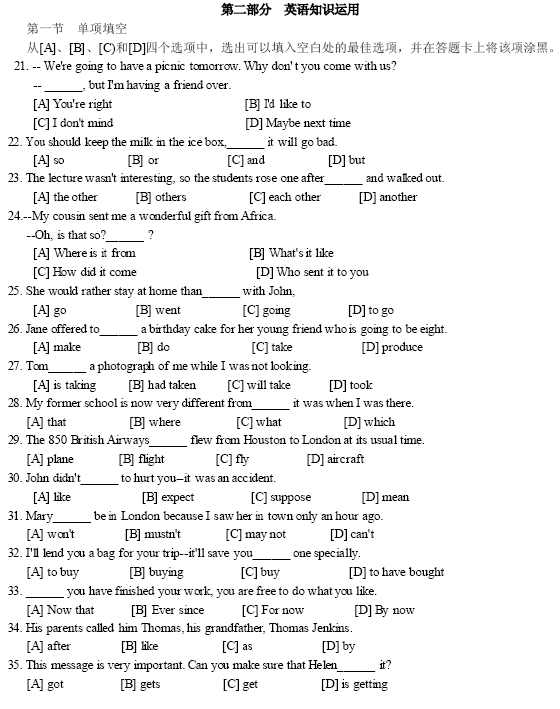 第二部分 英语知识运用
第一节 单项填空
从[A]、[B]、[C)和[D]四个选项中，选出可以填入空白处的最佳选项，并在答题卡上将该项涂黑。
21. -- We're going to have a picnic tomorrow. Why don't you come with us?
-- ______, but I'm having a friend over.
[A] You're right [B] I'd like to
[C] I don't mind [D] Maybe next time
22. You should keep the milk in the ice box,______ it will go bad.
[A] so [B] or [C] and [D] but
23. The lecture wasn't interesting, so the students rose one after______ and walked out.
[A] the other [B] others [C] each other [D] another
24.--My cousin sent me a wonderful gift from Africa.
--Oh, is that so?______ ?
[A] Where is it from [B] What's it like
[C] How did it come [D] Who sent it to you
25. She would rather stay at home than______ with John,
[A] go [B] went [C] going [D] to go
26. Jane offered to______ a birthday cake for her young friend who is going to be eight.
[A] make [B] do [C] take [D] produce
27. Tom______ a photograph of me while I was not looking.
[A] is taking [B] had taken [C] will take [D] took
28. My former school is now very different from______ it was when I was there.
[A] that [B] where [C] what [D] which
29. The 850 British Airways______ flew from Houston to London at its usual time.
[A] plane [B] flight [C] fly [D] aircraft
30. John didn't______ to hurt you–it was an accident.
[A] like [B] expect [C] suppose [D] mean
31. Mary______ be in London because I saw her in town only an hour ago.
[A] won't [B] mustn't [C] may not [D] can't
32. I'll lend you a bag for your trip--it'll save you______ one specially.
[A] to buy [B] buying [C] buy [D] to have bought
33. ______ you have finished your work, you are free to do what you like.
[A] Now that [B] Ever since [C] For now [D] By now
34. His parents called him Thomas, his grandfather, Thomas Jenkins.
[A] after [B] like [C] as [D] by
35. This message is very important. Can you make sure that Helen______ it?
[A] got [B] gets [C] get [D] is getting